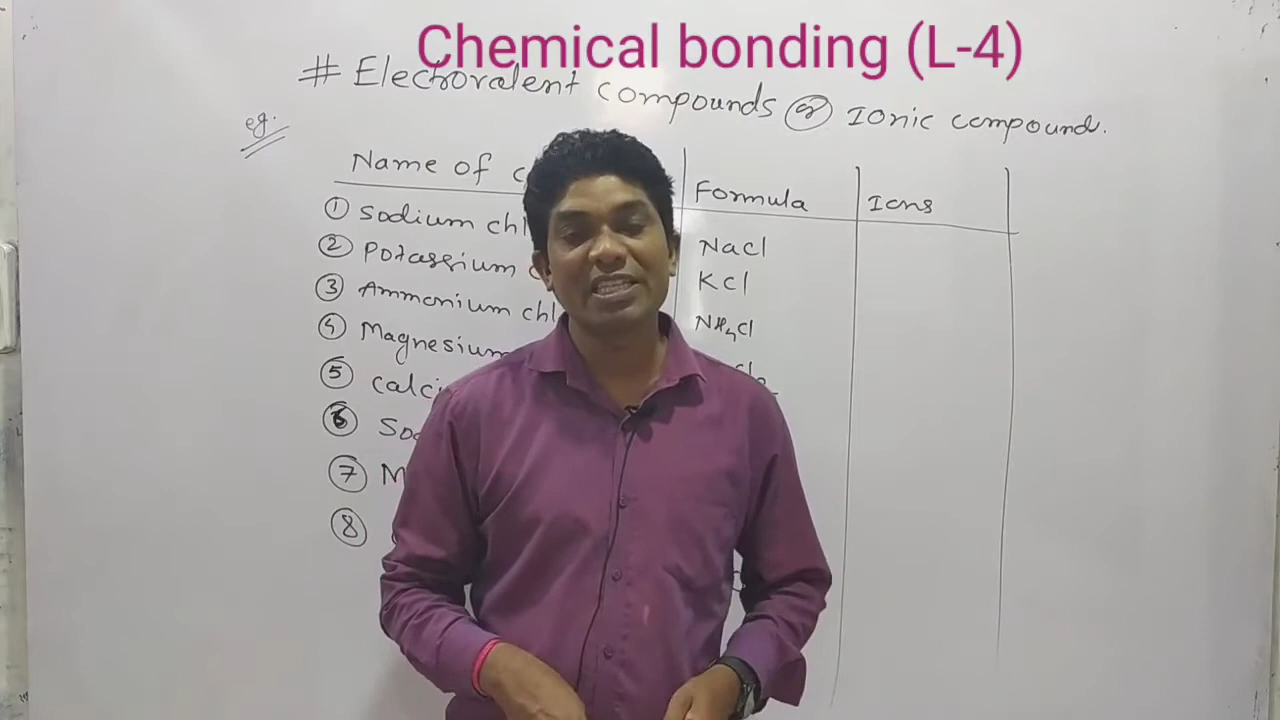 Chemical bonding (L-4)
# Electrovalent compounds or Ionic compound.
eg.
Name of Formula Ions
① Sodium chl NaCl
② Potassium KCl
③ Ammonium chl NH4Cl
④ Magnesium
⑤ Calci
⑥ Sod
⑦ M
⑧